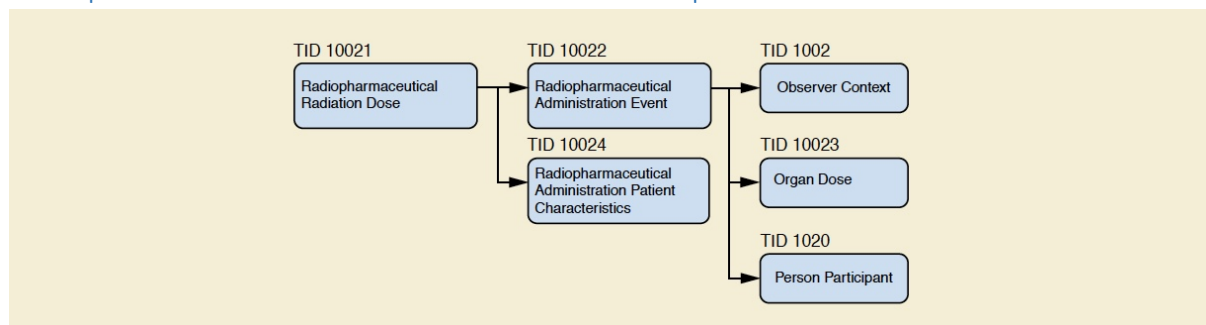 TID 10021
Radiopharmaceutical
Radiation Dose
TID 10022
Radiopharmaceutical
Administration Event
TID 10024
Radiopharmaceutical
Administration Patient
Characteristics
TID 1002
Observer Context
TID 10023
Organ Dose
TID 1020
Person Participant